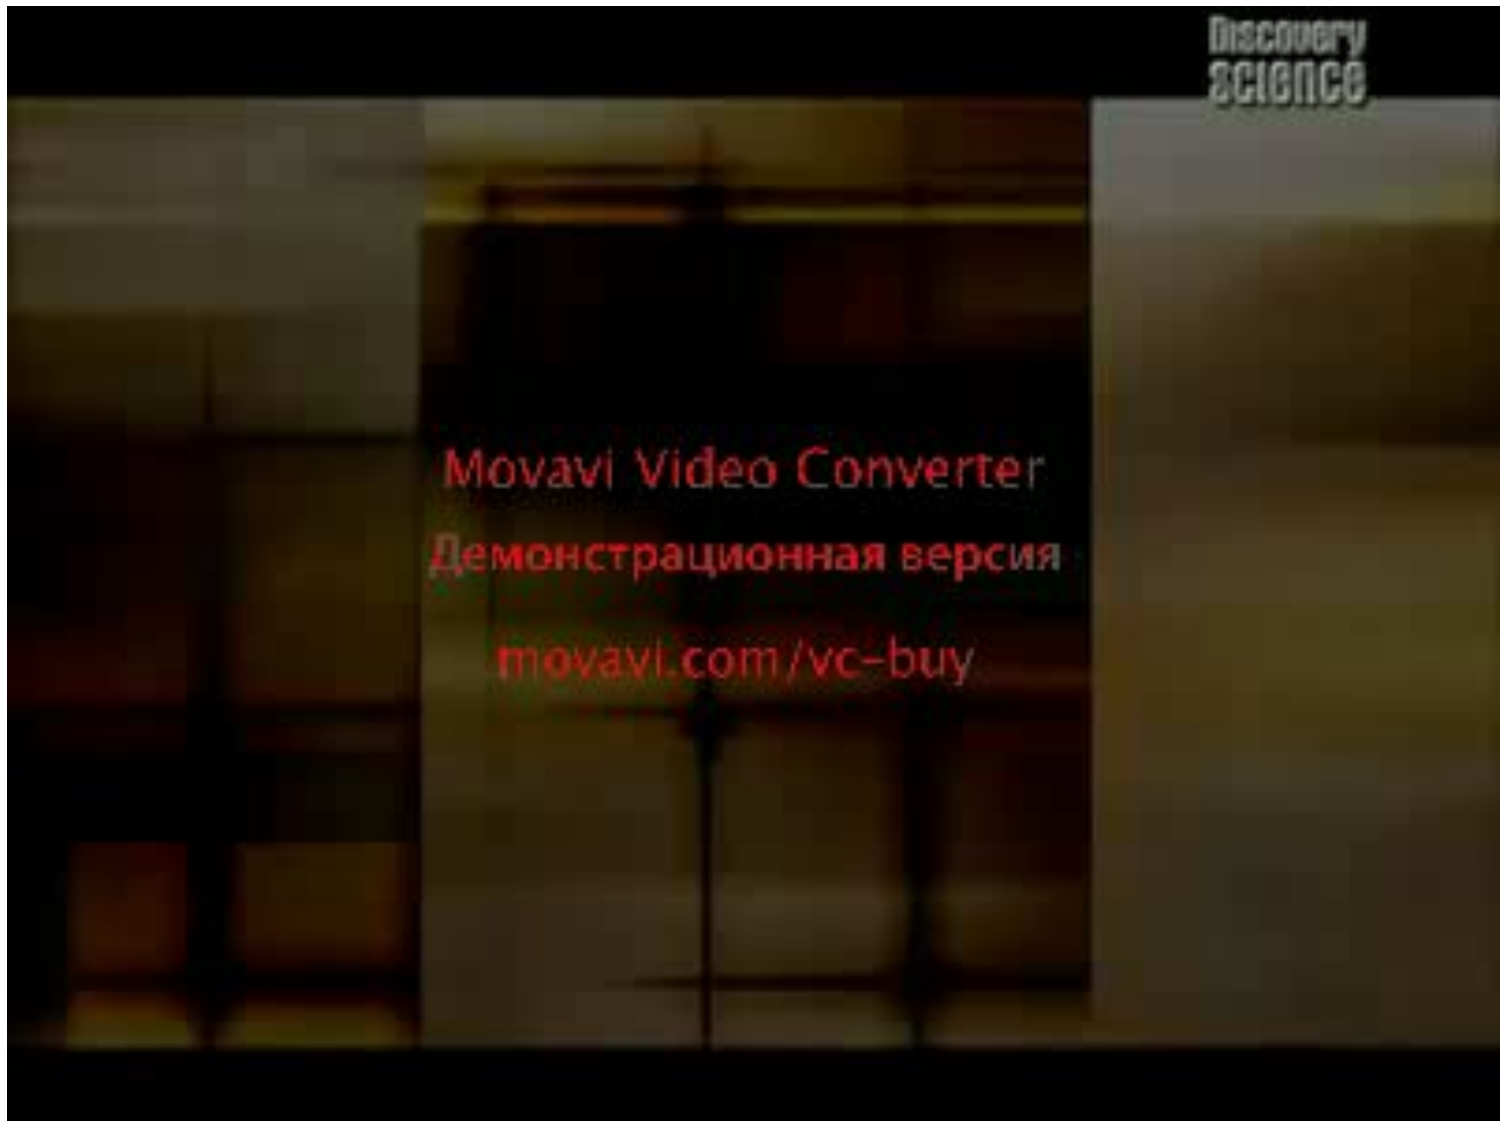 Discovery
SCIENCE
Movavi Video Converter
Демонстрационная версия
movavi.com/vc-buy